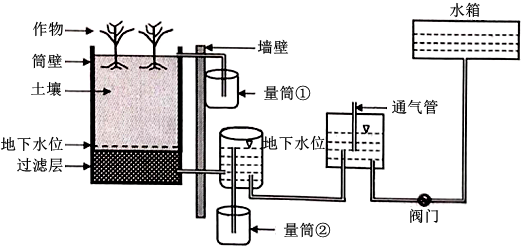 作物
筒壁
土壤
地下水位
过滤层
墙壁
量筒①
地下水位
量筒②
通气管
水箱
阀门